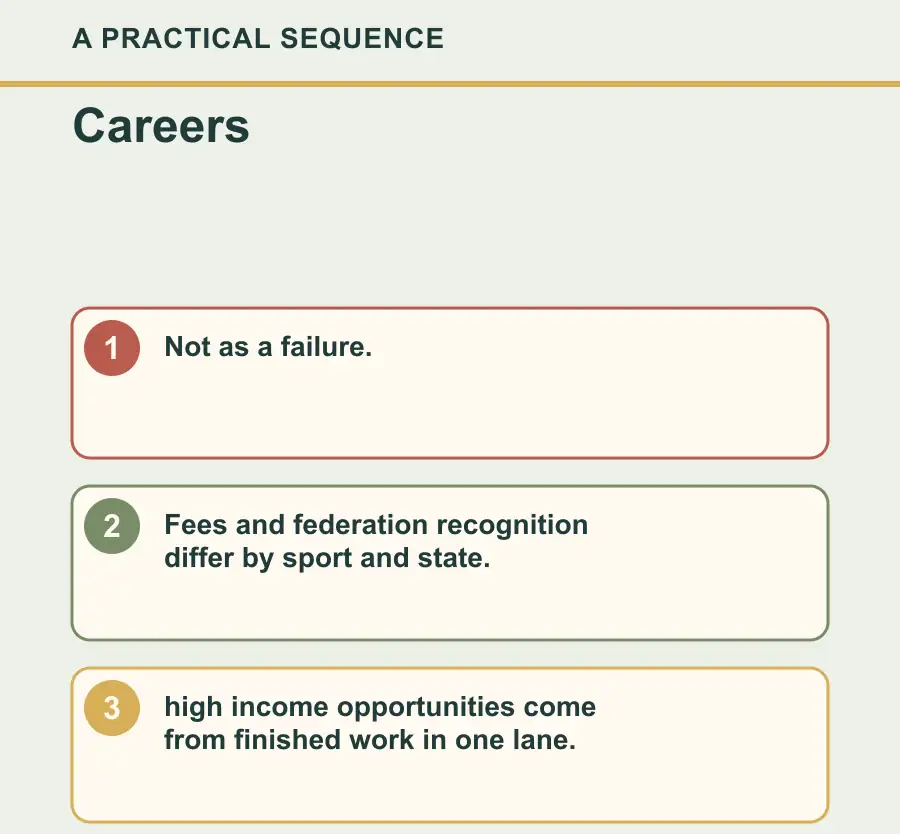 A PRACTICAL SEQUENCE
Careers
1
Not as a failure.
2
Fees and federation recognition
differ by sport and state.
3
high income opportunities come
from finished work in one lane.